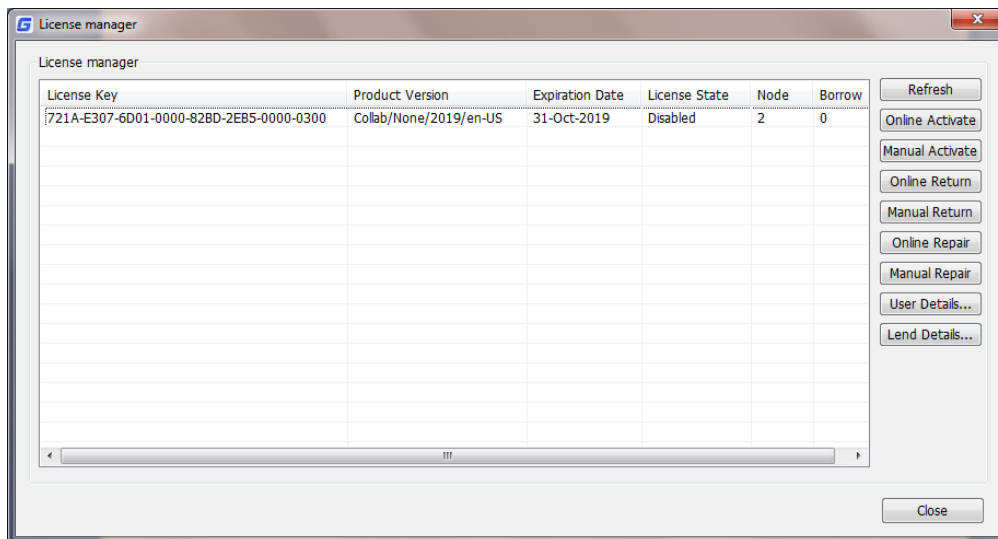 License manager
License manager
License Key Product Version Expiration Date License State Node Borrow
721A-E307-6D01-0000-82BD-2EB5-0000-0300 Collab/None/2019/en-US 31-Oct-2019 Disabled 2 0
Refresh
Online Activate
Manual Activate
Online Return
Manual Return
Online Repair
Manual Repair
User Details...
Lend Details...
Close